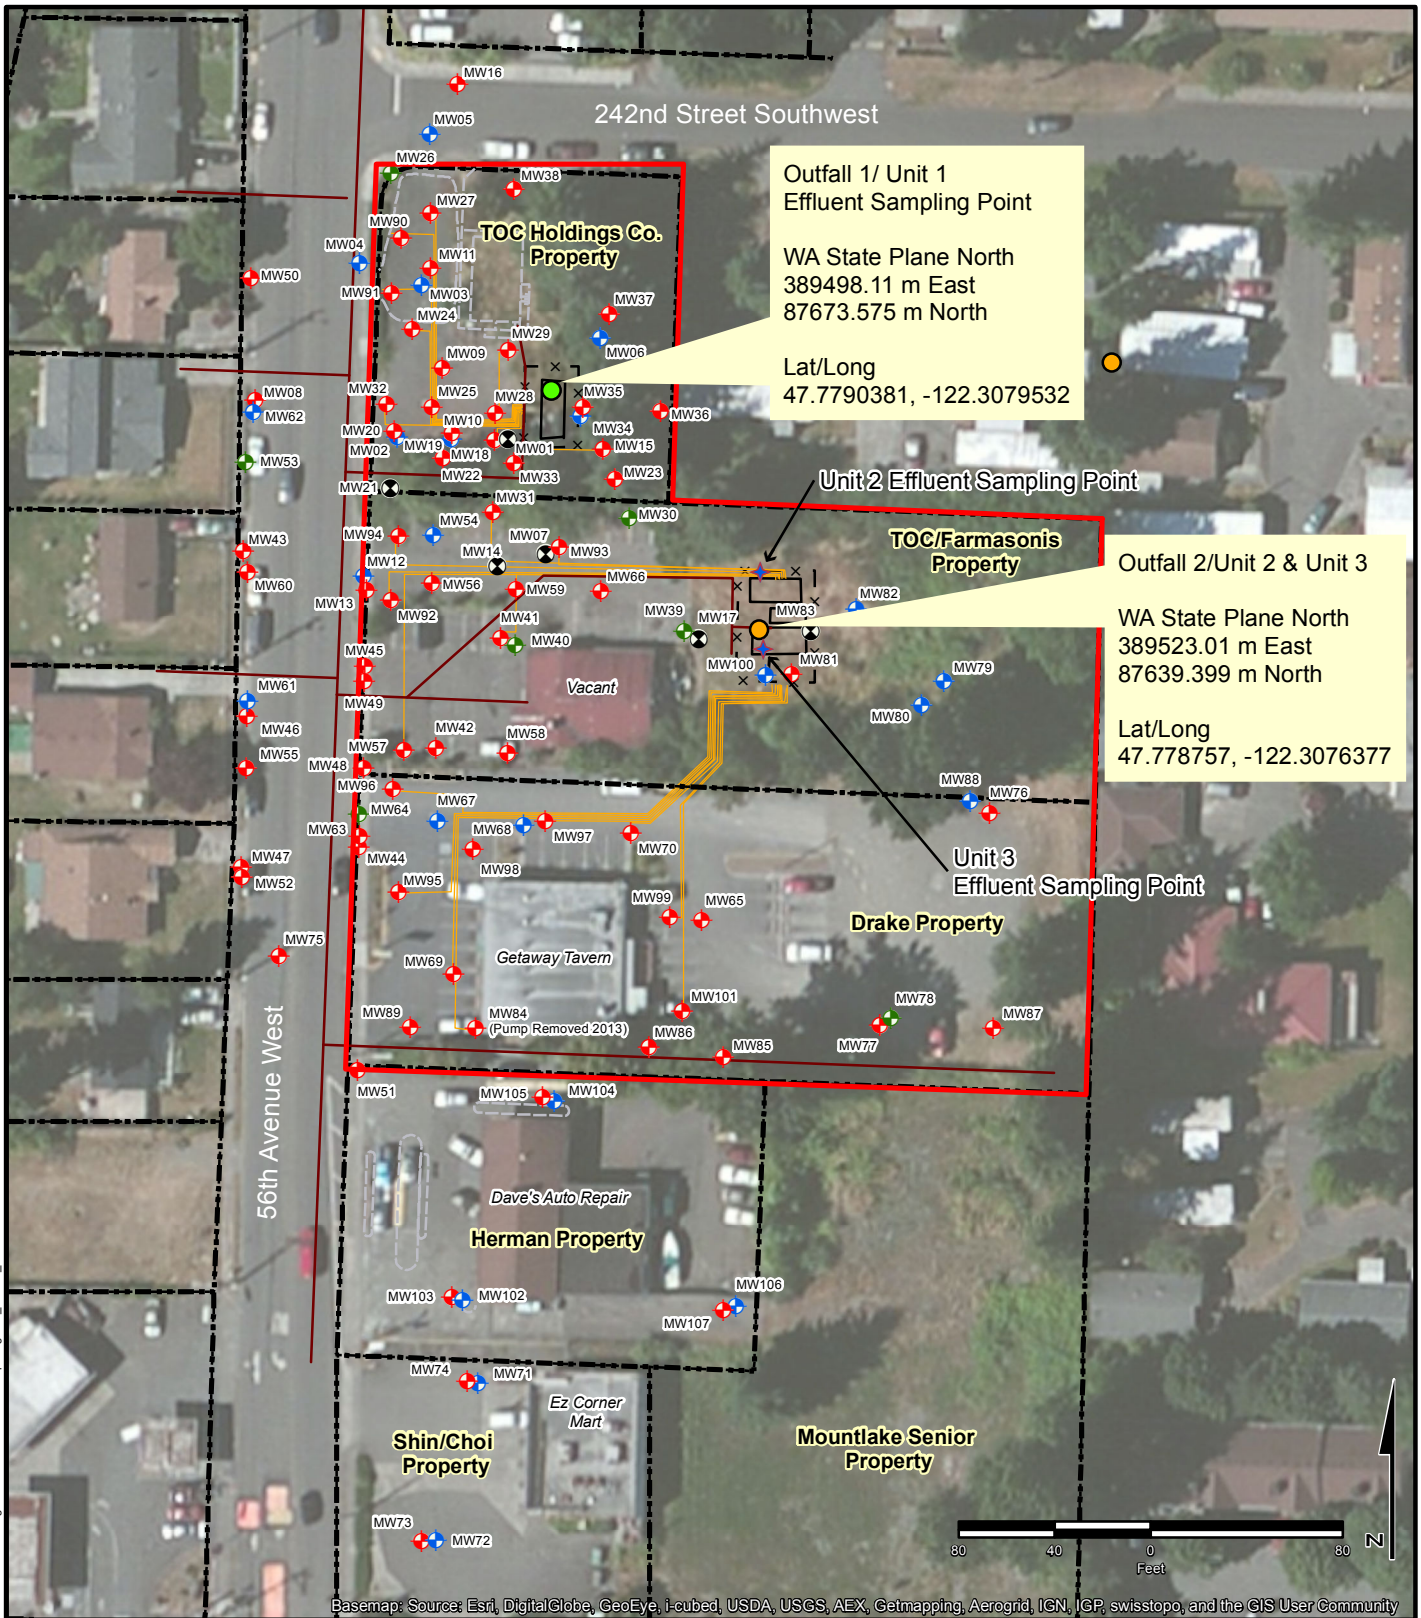 MW16
242nd Street Southwest
MW05
MW26
MW38
MW27
MW90
TOC Holdings Co.
Property
MW04
MW11
MW50
MW91
MW03
MW24
MW37
MW29
MW06
MW09
Outfall 1/ Unit 1
Effluent Sampling Point
WA State Plane North
389498.11 m East
87673.575 m North
Lat/Long
47.7790381, -122.3079532
MW08
MW62
MW32
MW25
MW28
MW35
MW36
MW20
MW10
MW34
MW02
MW19
MW01
MW15
MW18
MW53
MW22
MW33
MW23
MW21
Unit 2 Effluent Sampling Point
MW31
MW30
MW54
MW07
MW94
MW43
MW14
MW93
TOC/Farmasonis
Property
MW12
MW60
MW56
MW59
MW66
MW13
MW92
MW41
MW39
MW17
MW83
MW82
MW40
Outfall 2/Unit 2 & Unit 3
WA State Plane North
389523.01 m East
87639.399 m North
Lat/Long
47.778757, -122.3076377
MW45
MW100
MW81
MW79
MW61
Vacant
MW49
MW46
MW80
MW42
MW58
MW57
MW55
MW48
MW96
MW88
MW76
MW64
MW67
MW63
MW68
MW97
MW70
MW44
MW98
Unit 3
Effluent Sampling Point
MW47
MW52
MW95
MW99
MW65
Drake Property
MW75
Getaway Tavern
MW69
MW101
MW78
MW89
MW84
(Pump Removed 2013)
MW86
MW77
MW87
MW85
56th Avenue West
MW51
MW105
MW104
Dave's Auto Repair
Herman Property
MW103
MW102
MW106
MW107
MW74
MW71
Ez Corner
Mart
Shin/Choi
Property
Mountlake Senior
Property
MW73
MW72
80
40
0
80
Feet
N
Basemap: Source: Esri, DigitalGlobe, GeoEye, i-cubed, USDA, USGS, AEX, Getmapping, Aerogrid, IGN, IGP, swisstopo, and the GIS User Community